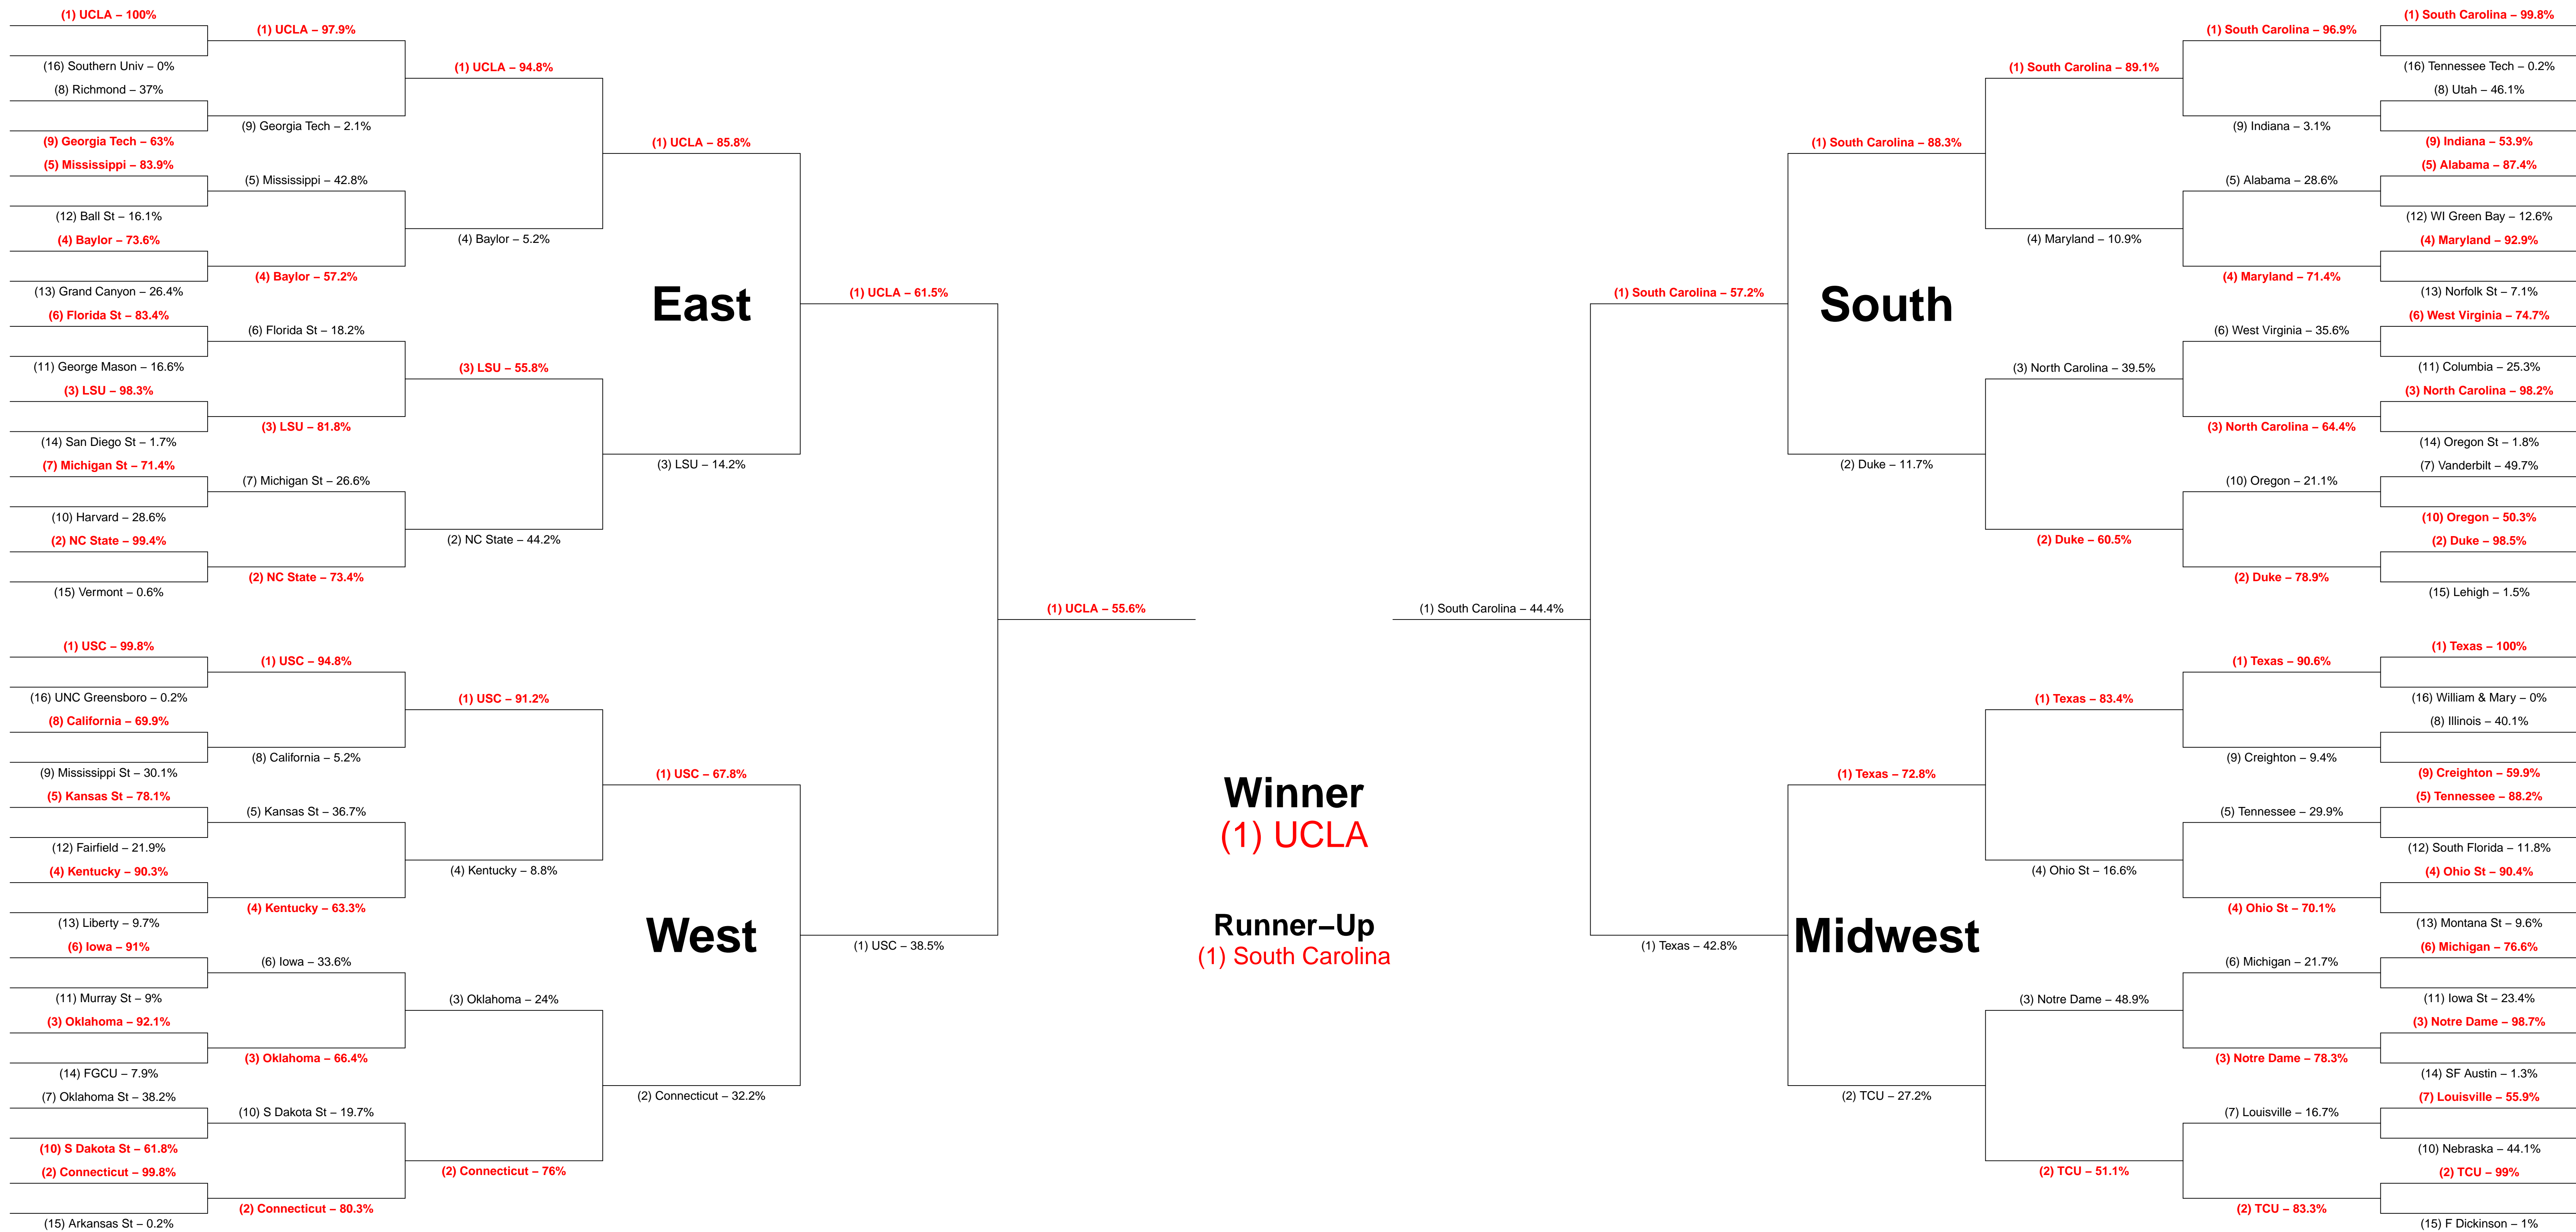 (1) UCLA – 100%
(16) Southern Univ – 0%
(8) Richmond – 37%
(9) Georgia Tech – 63%
(5) Mississippi – 83.9%
(12) Ball St – 16.1%
(4) Baylor – 73.6%
(13) Grand Canyon – 26.4%
(6) Florida St – 83.4%
(11) George Mason – 16.6%
(3) LSU – 98.3%
(14) San Diego St – 1.7%
(7) Michigan St – 71.4%
(10) Harvard – 28.6%
(2) NC State – 99.4%
(15) Vermont – 0.6%
(1) USC – 99.8%
(16) UNC Greensboro – 0.2%
(8) California – 69.9%
(9) Mississippi St – 30.1%
(5) Kansas St – 78.1%
(12) Fairfield – 21.9%
(4) Kentucky – 90.3%
(13) Liberty – 9.7%
(6) Iowa – 91%
(11) Murray St – 9%
(3) Oklahoma – 92.1%
(14) FGCU – 7.9%
(7) Oklahoma St – 38.2%
(10) S Dakota St – 61.8%
(2) Connecticut – 99.8%
(15) Arkansas St – 0.2%
(1) UCLA – 97.9%
(9) Georgia Tech – 2.1%
(5) Mississippi – 42.8%
(4) Baylor – 57.2%
(6) Florida St – 18.2%
(3) LSU – 81.8%
(7) Michigan St – 26.6%
(2) NC State – 73.4%
(1) USC – 94.8%
(8) California – 5.2%
(5) Kansas St – 36.7%
(4) Kentucky – 63.3%
(6) Iowa – 33.6%
(3) Oklahoma – 66.4%
(10) S Dakota St – 19.7%
(2) Connecticut – 80.3%
(1) UCLA – 94.8%
(4) Baylor – 5.2%
(3) LSU – 55.8%
(2) NC State – 44.2%
(1) USC – 91.2%
(4) Kentucky – 8.8%
(3) Oklahoma – 24%
(2) Connecticut – 76%
(1) UCLA – 85.8%
East
(3) LSU – 14.2%
(1) USC – 67.8%
West
(2) Connecticut – 32.2%
(1) UCLA – 61.5%
(1) USC – 38.5%
(1) UCLA – 55.6%
Winner
(1) UCLA
Runner–Up
(1) South Carolina
(1) South Carolina – 44.4%
(1) South Carolina – 57.2%
(1) Texas – 42.8%
(1) South Carolina – 88.3%
South
(2) Duke – 11.7%
(1) Texas – 72.8%
Midwest
(2) TCU – 27.2%
(1) South Carolina – 89.1%
(4) Maryland – 10.9%
(3) North Carolina – 39.5%
(2) Duke – 60.5%
(1) Texas – 83.4%
(4) Ohio St – 16.6%
(3) Notre Dame – 48.9%
(2) TCU – 51.1%
(1) South Carolina – 96.9%
(9) Indiana – 3.1%
(5) Alabama – 28.6%
(4) Maryland – 71.4%
(6) West Virginia – 35.6%
(3) North Carolina – 64.4%
(10) Oregon – 21.1%
(2) Duke – 78.9%
(1) Texas – 90.6%
(9) Creighton – 9.4%
(5) Tennessee – 29.9%
(4) Ohio St – 70.1%
(6) Michigan – 21.7%
(3) Notre Dame – 78.3%
(7) Louisville – 16.7%
(2) TCU – 83.3%
(1) South Carolina – 99.8%
(16) Tennessee Tech – 0.2%
(8) Utah – 46.1%
(9) Indiana – 53.9%
(5) Alabama – 87.4%
(12) WI Green Bay – 12.6%
(4) Maryland – 92.9%
(13) Norfolk St – 7.1%
(6) West Virginia – 74.7%
(11) Columbia – 25.3%
(3) North Carolina – 98.2%
(14) Oregon St – 1.8%
(7) Vanderbilt – 49.7%
(10) Oregon – 50.3%
(2) Duke – 98.5%
(15) Lehigh – 1.5%
(1) Texas – 100%
(16) William & Mary – 0%
(8) Illinois – 40.1%
(9) Creighton – 59.9%
(5) Tennessee – 88.2%
(12) South Florida – 11.8%
(4) Ohio St – 90.4%
(13) Montana St – 9.6%
(6) Michigan – 76.6%
(11) Iowa St – 23.4%
(3) Notre Dame – 98.7%
(14) SF Austin – 1.3%
(7) Louisville – 55.9%
(10) Nebraska – 44.1%
(2) TCU – 99%
(15) F Dickinson – 1%